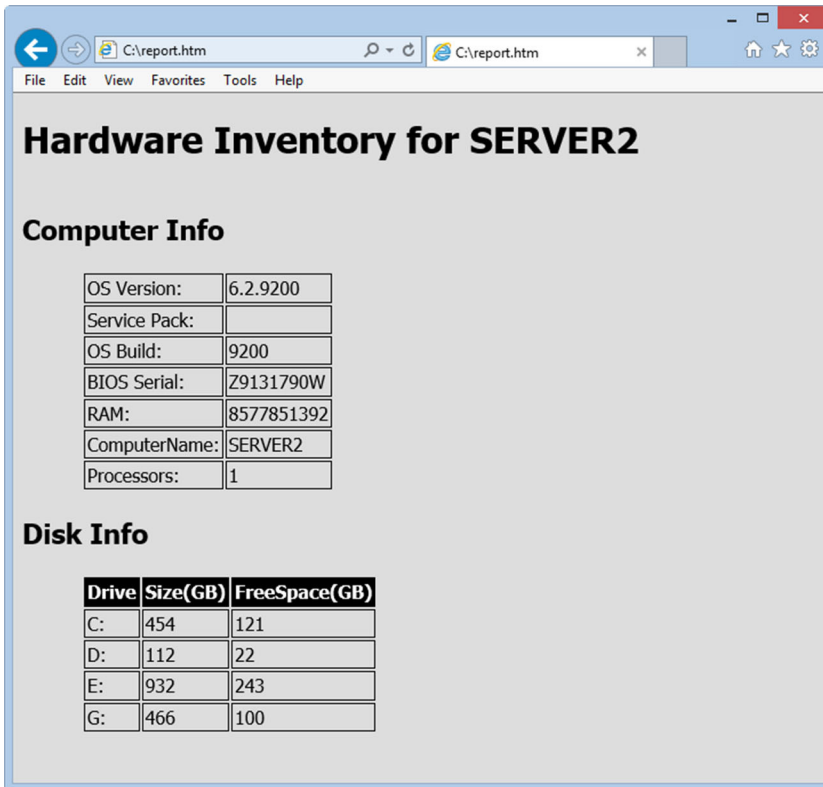 C:\report.htm
C:\report.htm
File Edit View Favorites Tools Help
Hardware Inventory for SERVER2
Computer Info
OS Version: 6.2.9200
Service Pack:
OS Build: 9200
BIOS Serial: Z9131790W
RAM: 8577851392
ComputerName: SERVER2
Processors: 1
Disk Info
Drive Size(GB) FreeSpace(GB)
C: 454 121
D: 112 22
E: 932 243
G: 466 100